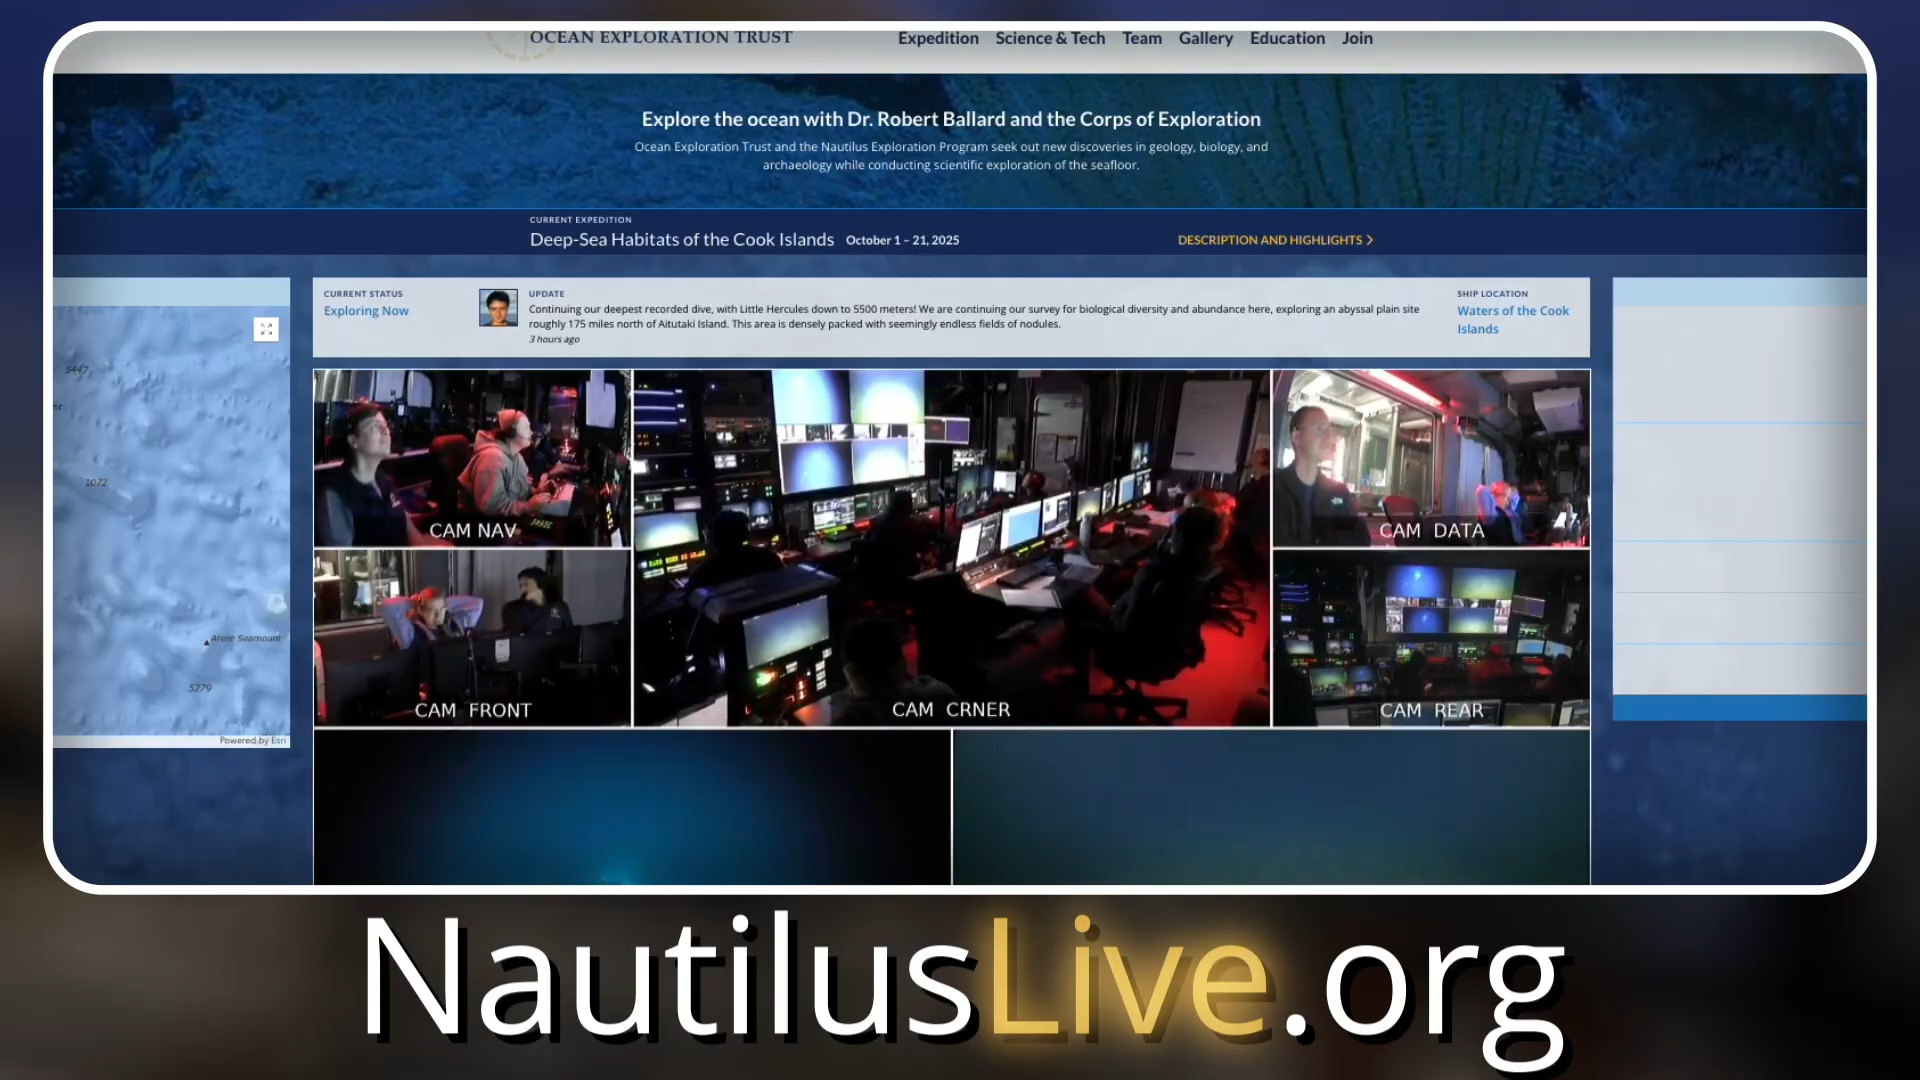 OCEAN EXPLORATION TRUST
Expedition Science & Tech Team Gallery Education Join
Explore the ocean with Dr. Robert Ballard and the Corps of Exploration
Ocean Exploration Trust and the Nautilus Exploration Program seek out new discoveries in geology, biology, and
archaeology while conducting scientific exploration of the seafloor.
CURRENT EXPEDITION
Deep-Sea Habitats of the Cook Islands October 1 – 21, 2025
DESCRIPTION AND HIGHLIGHTS >
CURRENT STATUS
Exploring Now
UPDATE
Continuing our deepest recorded dive, with Little Hercules down to 5500 meters! We are continuing our survey for biological diversity and abundance here, exploring an abyssal plain site
roughly 175 miles north of Aitutaki Island. This area is densely packed with seemingly endless fields of nodules.
3 hours ago
SHIP LOCATION
Waters of the Cook
Islands
5447
1072
Arere Seamount
5279
Powered by Esri
CAM NAV
CAM FRONT
CAM CRNER
CAM DATA
CAM REAR
NautilusLive.org